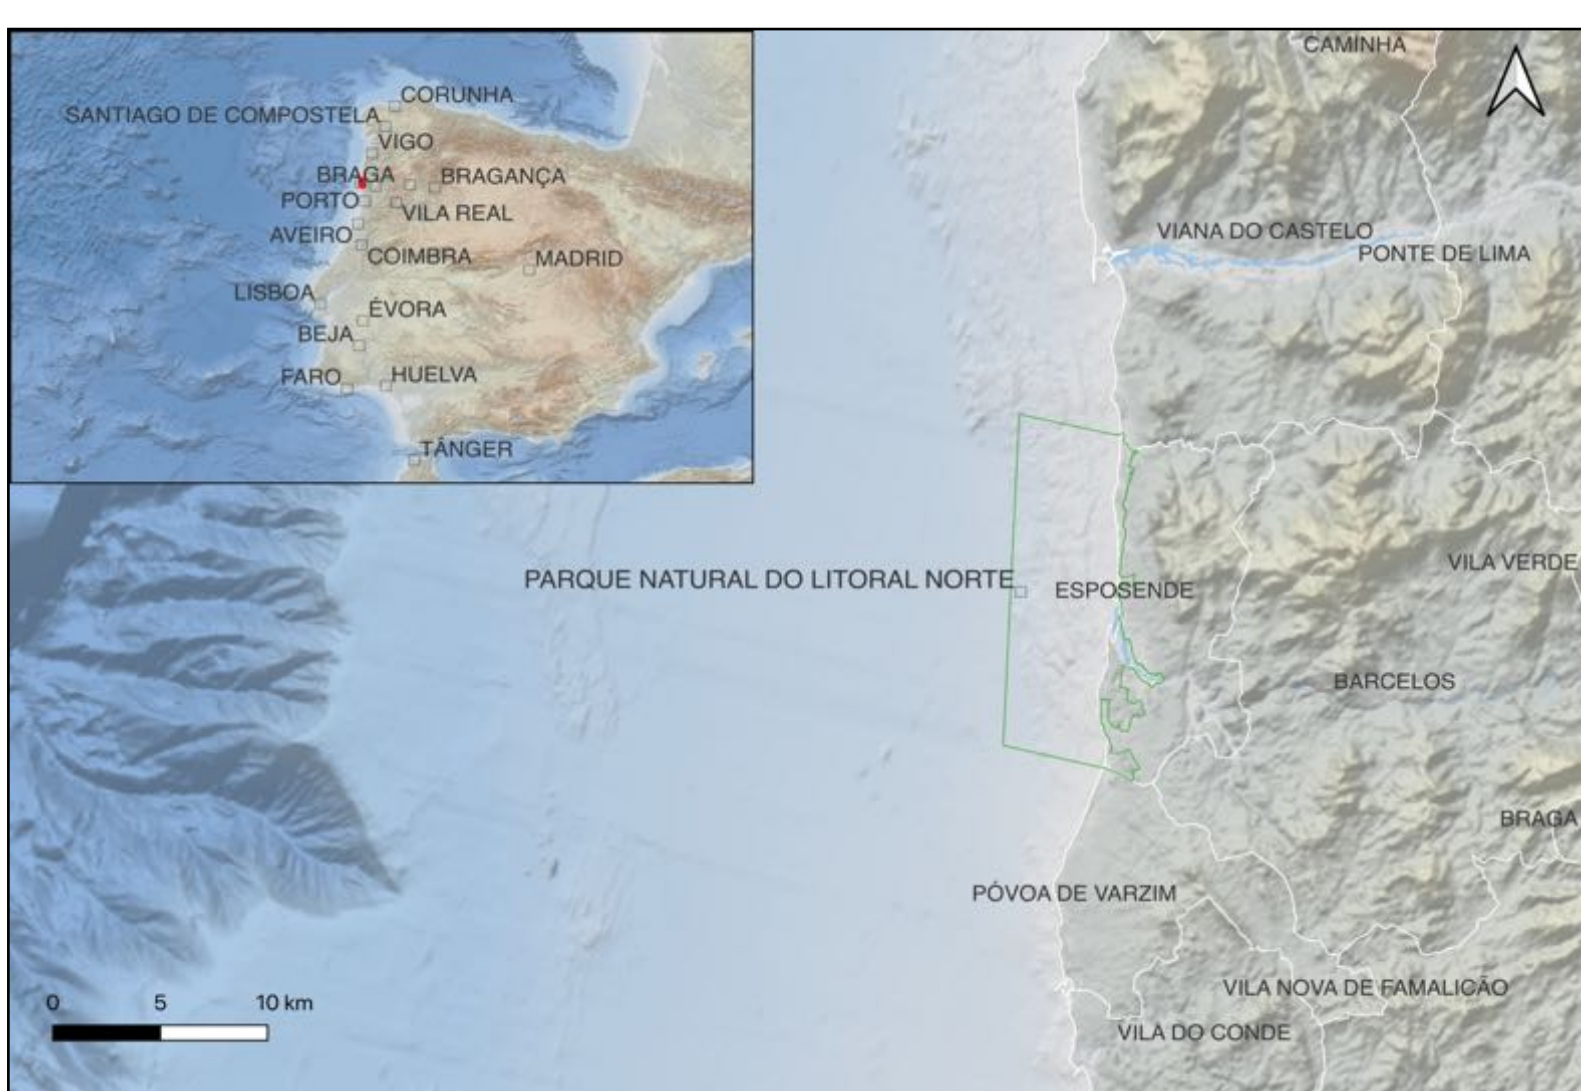 CAMINHA
CORUNHA
SANTIAGO DE COMPOSTELA
VIGO
BRAGA
BRAGANÇA
PORTO
VILA REAL
AVEIRO
COIMBRA
MADRID
LISBOA
ÉVORA
BEJA
FARO
HUELVA
TÂNGER
VIANA DO CASTELO
PONTE DE LIMA
VILA VERDE
PARQUE NATURAL DO LITORAL NORTE
ESPOSENDE
BARCELOS
BRAGA
PÓVOA DE VARZIM
VILA NOVA DE FAMALICÃO
VILA DO CONDE
0 5 10 km